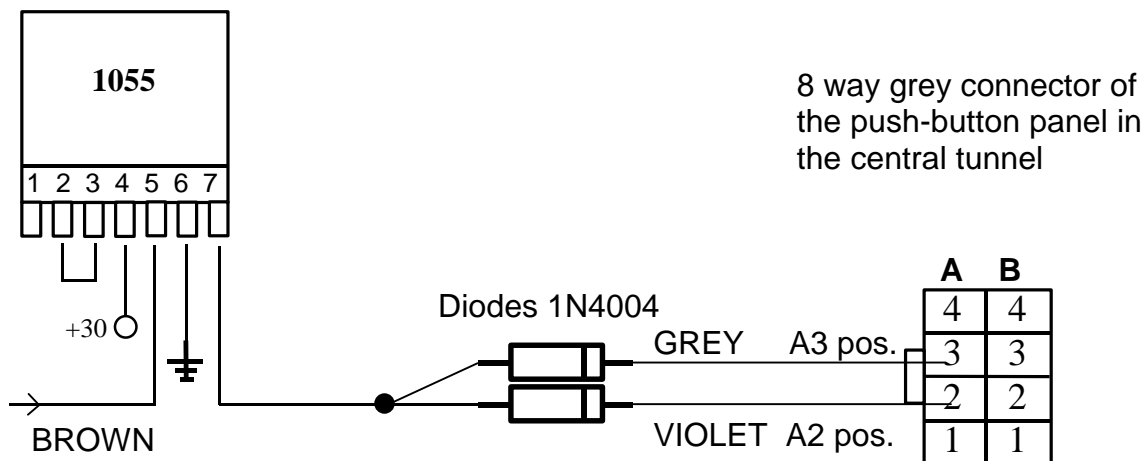 1055
8 way grey connector of
the push-button panel in
the central tunnel
1 2 3 4 5 6 7
A B
Diodes 1N4004
4 4
+30
GREY A3 pos.
3 3
2 2
BROWN
VIOLET A2 pos.
1 1